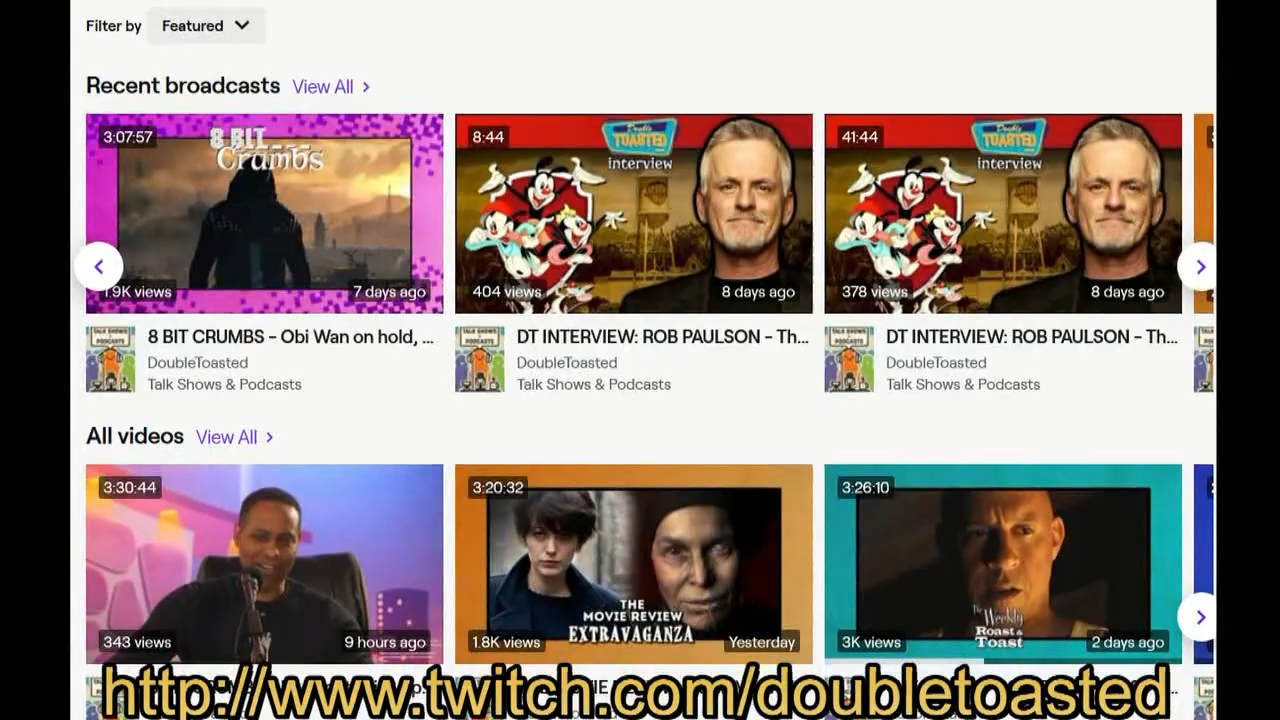 Filter by Featured
Recent broadcasts View All
3:07:57
8 BIT
Crumbs
1.9K views
7 days ago
8:44
Double
TOASTED
interview
404 views
8 days ago
41:44
Double
TOASTED
interview
378 views
8 days ago
8 BIT CRUMBS - Obi Wan on hold, ...
DoubleToasted
Talk Shows & Podcasts
DT INTERVIEW: ROB PAULSON - Th...
DoubleToasted
Talk Shows & Podcasts
DT INTERVIEW: ROB PAULSON - Th...
DoubleToasted
Talk Shows & Podcasts
All videos View All
3:30:44
343 views
9 hours ago
3:20:32
THE
MOVIE REVIEW
EXTRAVAGANZA
1.8K views
Yesterday
3:26:10
The Weekly
Roast &
Toast
3K views
2 days ago
http://www.twitch.com/doubletoasted